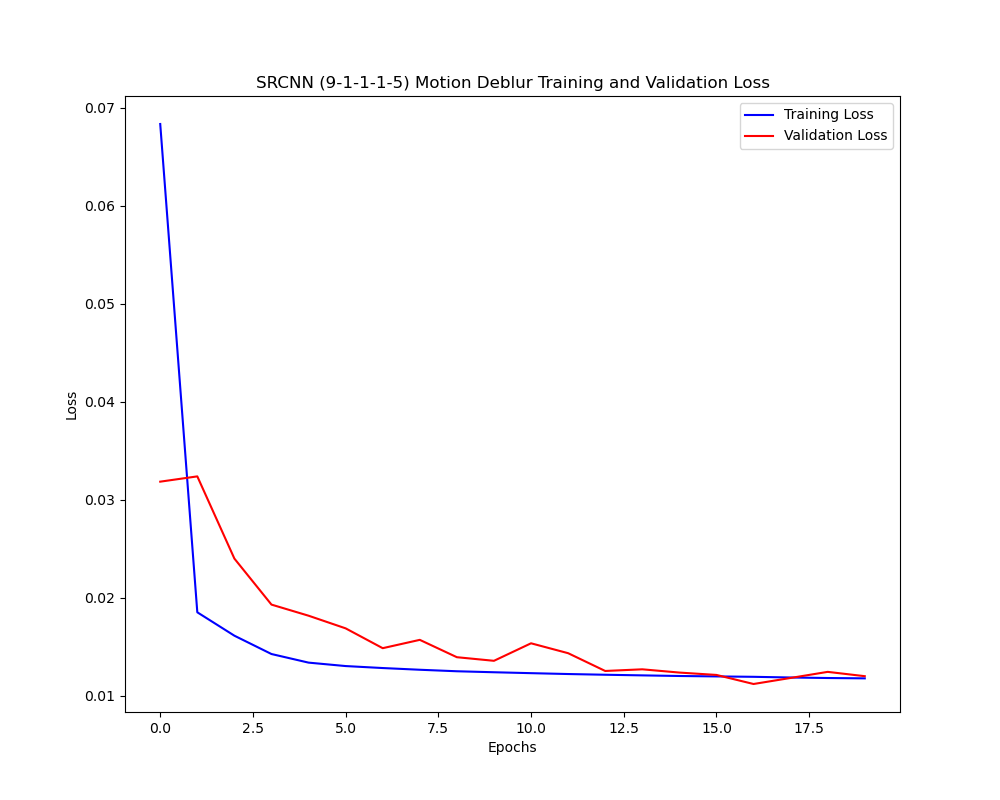 SRCNN (9-1-1-1-5) Motion Deblur Training and Validation Loss
Training Loss
Validation Loss
0.07
0.06
0.05
0.04
0.03
0.02
0.01
Loss
0.0 2.5 5.0 7.5 10.0 12.5 15.0 17.5
Epochs